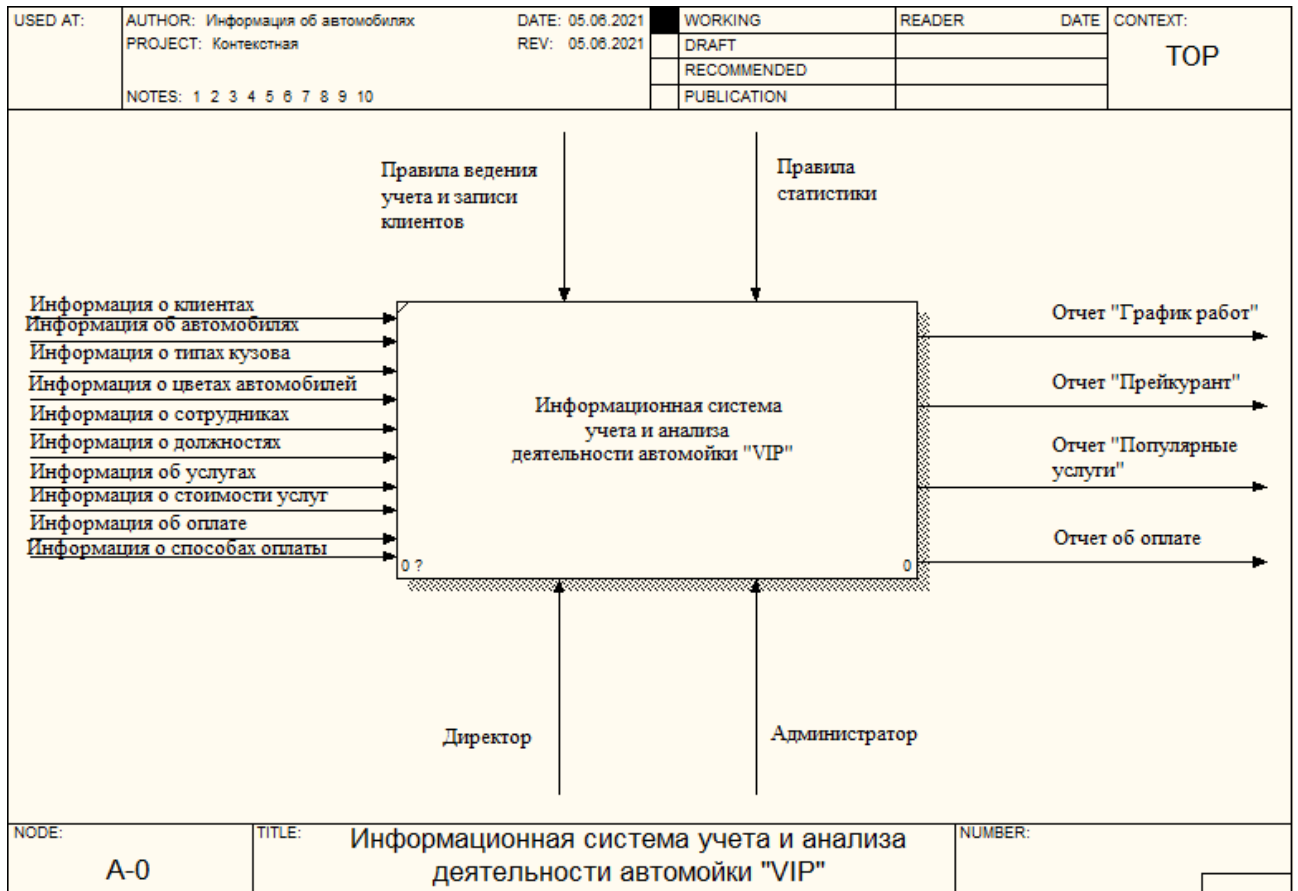 USED AT:
AUTHOR: Информация об автомобилях
DATE: 05.06.2021
PROJECT: Контекстная
REV: 05.06.2021
NOTES: 1 2 3 4 5 6 7 8 9 10
WORKING
DRAFT
RECOMMENDED
PUBLICATION
READER
DATE
CONTEXT:
TOP
Правила ведения
учета и записи
клиентов
Правила
статистики
Информация о клиентах
Информация об автомобилях
Информация о типах кузова
Информация о цветах автомобилей
Информация о сотрудниках
Информация о должностях
Информация об услугах
Информация о стоимости услуг
Информация об оплате
Информация о способах оплаты
Информационная система
учета и анализа
деятельности автомойки "VIP"
0 ?
0
Отчет "График работ"
Отчет "Прейкурант"
Отчет "Популярные
услуги"
Отчет об оплате
Директор
Администратор
NODE:
A-0
TITLE:
Информационная система учета и анализа
деятельности автомойки "VIP"
NUMBER: